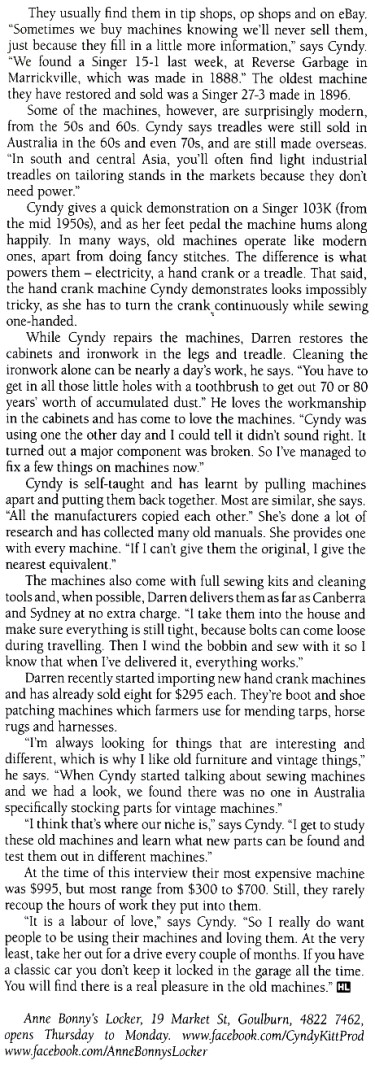 They usually find them in tip shops, op shops and on eBay.
“Sometimes we buy machines knowing we’ll never sell them,
just because they fill in a little more information,” says Cyndy.
“We found a Singer 15-1 last week, at Reverse Garbage in
Marrickville, which was made in 1888.” The oldest machine
they have restored and sold was a Singer 27-3 made in 1896.
Some of the machines, however, are surprisingly modern,
from the 50s and 60s. Cyndy says treadles were still sold in
Australia in the 60s and even 70s, and are still made overseas.
“In south and central Asia, you’ll often find light industrial
treadles on tailoring stands in the markets because they don’t
need power.”
Cyndy gives a quick demonstration on a Singer 103K (from
the mid 1950s), and as her feet pedal the machine hums along
happily. In many ways, old machines operate like modern
ones, apart from doing fancy stitches. The difference is what
powers them – electricity, a hand crank or a treadle. That said,
the hand crank machine Cyndy demonstrates looks impossibly
tricky, as she has to turn the crank continuously while sewing
one-handed.
While Cyndy repairs the machines, Darren restores the
cabinets and ironwork in the legs and treadle. Cleaning the
ironwork alone can be nearly a day’s work, he says. “You have to
get in all those little holes with a toothbrush to get out 70 or 80
years’ worth of accumulated dust.” He loves the workmanship
in the cabinets and has come to love the machines. “Cyndy was
using one the other day and I could tell it didn’t sound right. It
turned out a major component was broken. So I’ve managed to
fix a few things on machines now.”
Cyndy is self-taught and has learnt by pulling machines
apart and putting them back together. Most are similar, she says.
“All the manufacturers copied each other.” She’s done a lot of
research and has collected many old manuals. She provides one
with every machine. “If I can’t give them the original, I give the
nearest equivalent.”
The machines also come with full sewing kits and cleaning
tools and, when possible, Darren delivers them as far as Canberra
and Sydney at no extra charge. “I take them into the house and
make sure everything is still tight, because bolts can come loose
during travelling. Then I wind the bobbin and sew with it so I
know that when I’ve delivered it, everything works.”
Darren recently started importing new hand crank machines
and has already sold eight for $295 each. They’re boot and shoe
patching machines which farmers use for mending tarps, horse
rugs and harnesses.
“I’m always looking for things that are interesting and
different, which is why I like old furniture and vintage things,”
he says. “When Cyndy started talking about sewing machines
and we had a look, we found there was no one in Australia
specifically stocking parts for vintage machines.”
“I think that’s where our niche is,” says Cyndy. “I get to study
these old machines and learn what new parts can be found and
test them out in different machines.”
At the time of this interview their most expensive machine
was $995, but most range from $300 to $700. Still, they rarely
recoup the hours of work they put into them.
“It is a labour of love,” says Cyndy. “So I really do want
people to be using their machines and loving them. At the very
least, take her out for a drive every couple of months. If you have
a classic car you don’t keep it locked in the garage all the time.
You will find there is a real pleasure in the old machines.” HL
Anne Bonny’s Locker, 19 Market St, Goulburn, 4822 7462,
opens Thursday to Monday. www.facebook.com/CyndyKittProd
www.facebook.com/AnneBonnysLocker